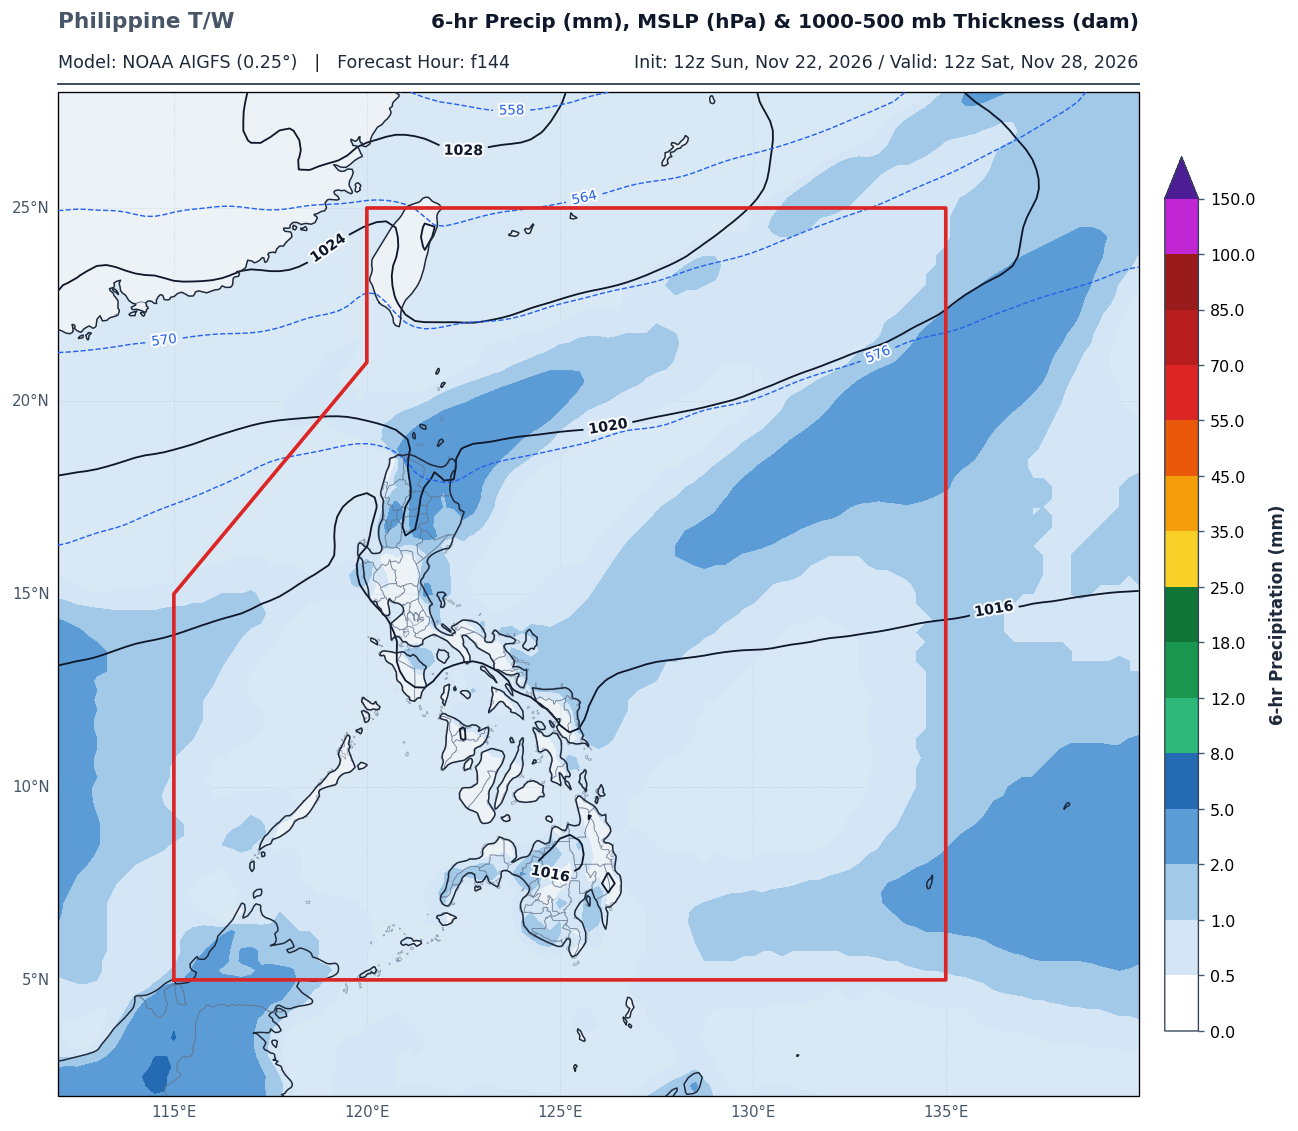 Philippine T/W
6-hr Precip (mm), MSLP (hPa) & 1000-500 mb Thickness (dam)
Model: NOAA AIGFS (0.25°) | Forecast Hour: f144
Init: 12z Sun, Nov 22, 2026 / Valid: 12z Sat, Nov 28, 2026
558
1028
564
1024
570
576
1020
1016
1016
25°N
20°N
15°N
10°N
5°N
115°E
120°E
125°E
130°E
135°E
150.0
100.0
85.0
70.0
55.0
45.0
35.0
25.0
18.0
12.0
8.0
5.0
2.0
1.0
0.5
0.0
6-hr Precipitation (mm)